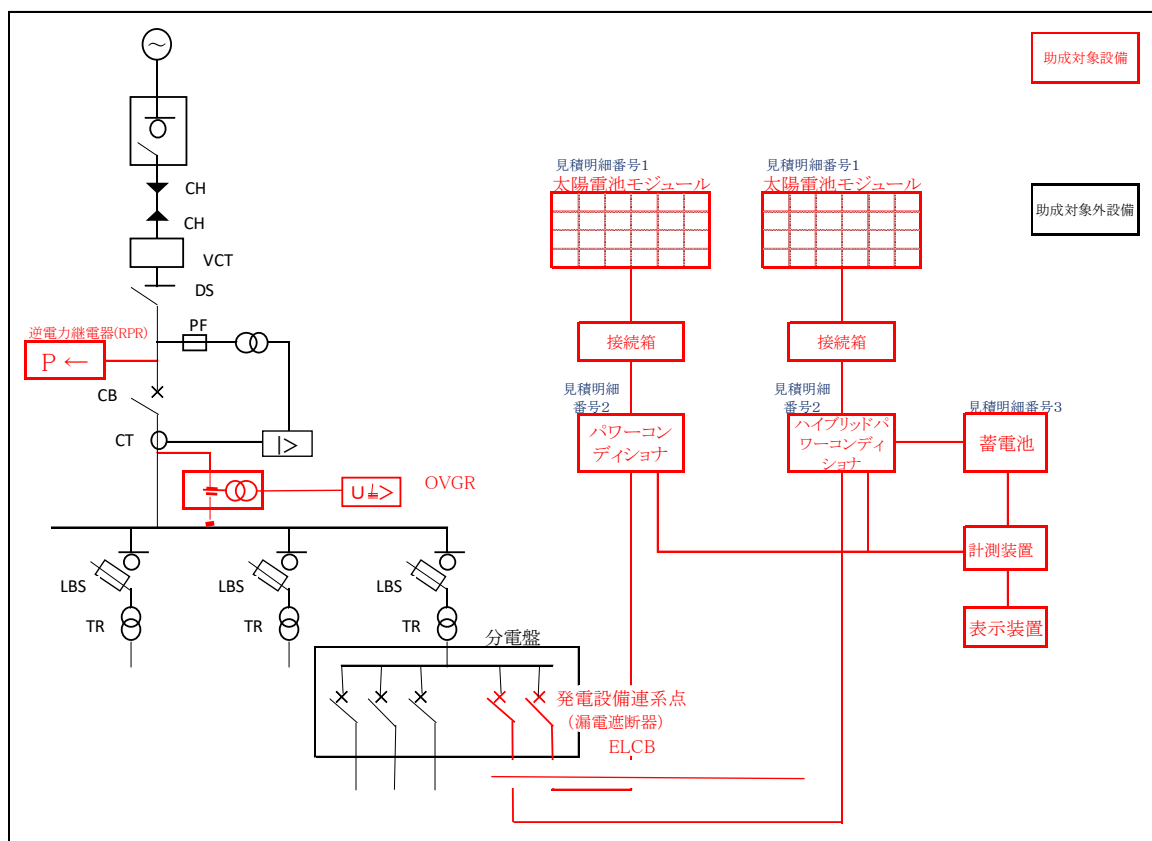 助成対象設備
見積明細番号1
太陽電池モジュール
見積明細番号1
太陽電池モジュール
CH
助成対象外設備
CH
VCT
DS
PF
逆電力継電器(RPR)
P ←
接続箱
接続箱
CB
見積明細
番号2
見積明細
番号2
見積明細番号3
CT
I>
パワーコン
ディショナ
ハイブリッドパ
ワーコンディ
ショナ
蓄電池
OVGR
U⏚>
計測装置
LBS
LBS
LBS
TR
TR
TR
表示装置
分電盤
発電設備連系点
（漏電遮断器）
ELCB